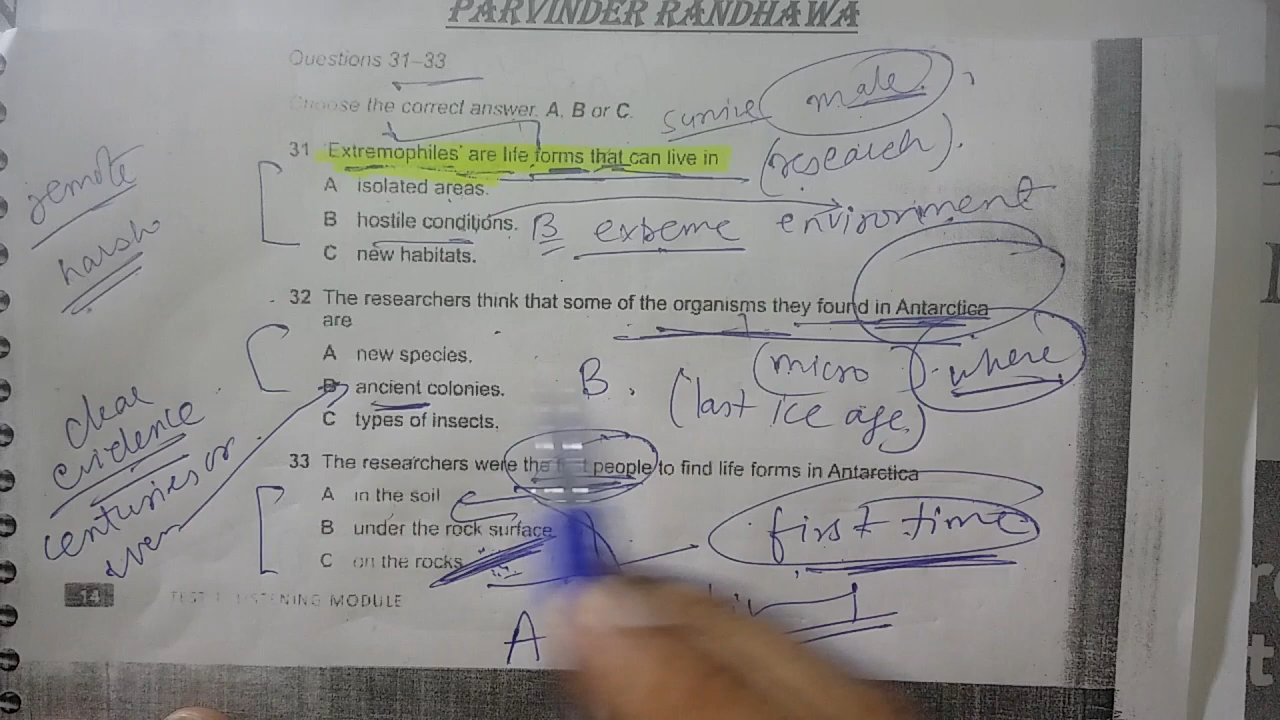 PARVINDER RANDHAWA
Questions 31–33
Choose the correct answer, A, B or C.
survive male
(research).
31 'Extremophiles' are life forms that can live in
A isolated areas.
B hostile conditions.
B extreme environment
C new habitats.
remote
harsh
32 The researchers think that some of the organisms they found in Antarctica
are
A new species.
B ancient colonies.
C types of insects.
B.
micro
where
(last ice age)
clear
evidence
centuries or
even
33 The researchers were the people to find life forms in Antarctica
A in the soil
B under the rock surface
C on the rocks
first time
14 TEST 1 LISTENING MODULE
A